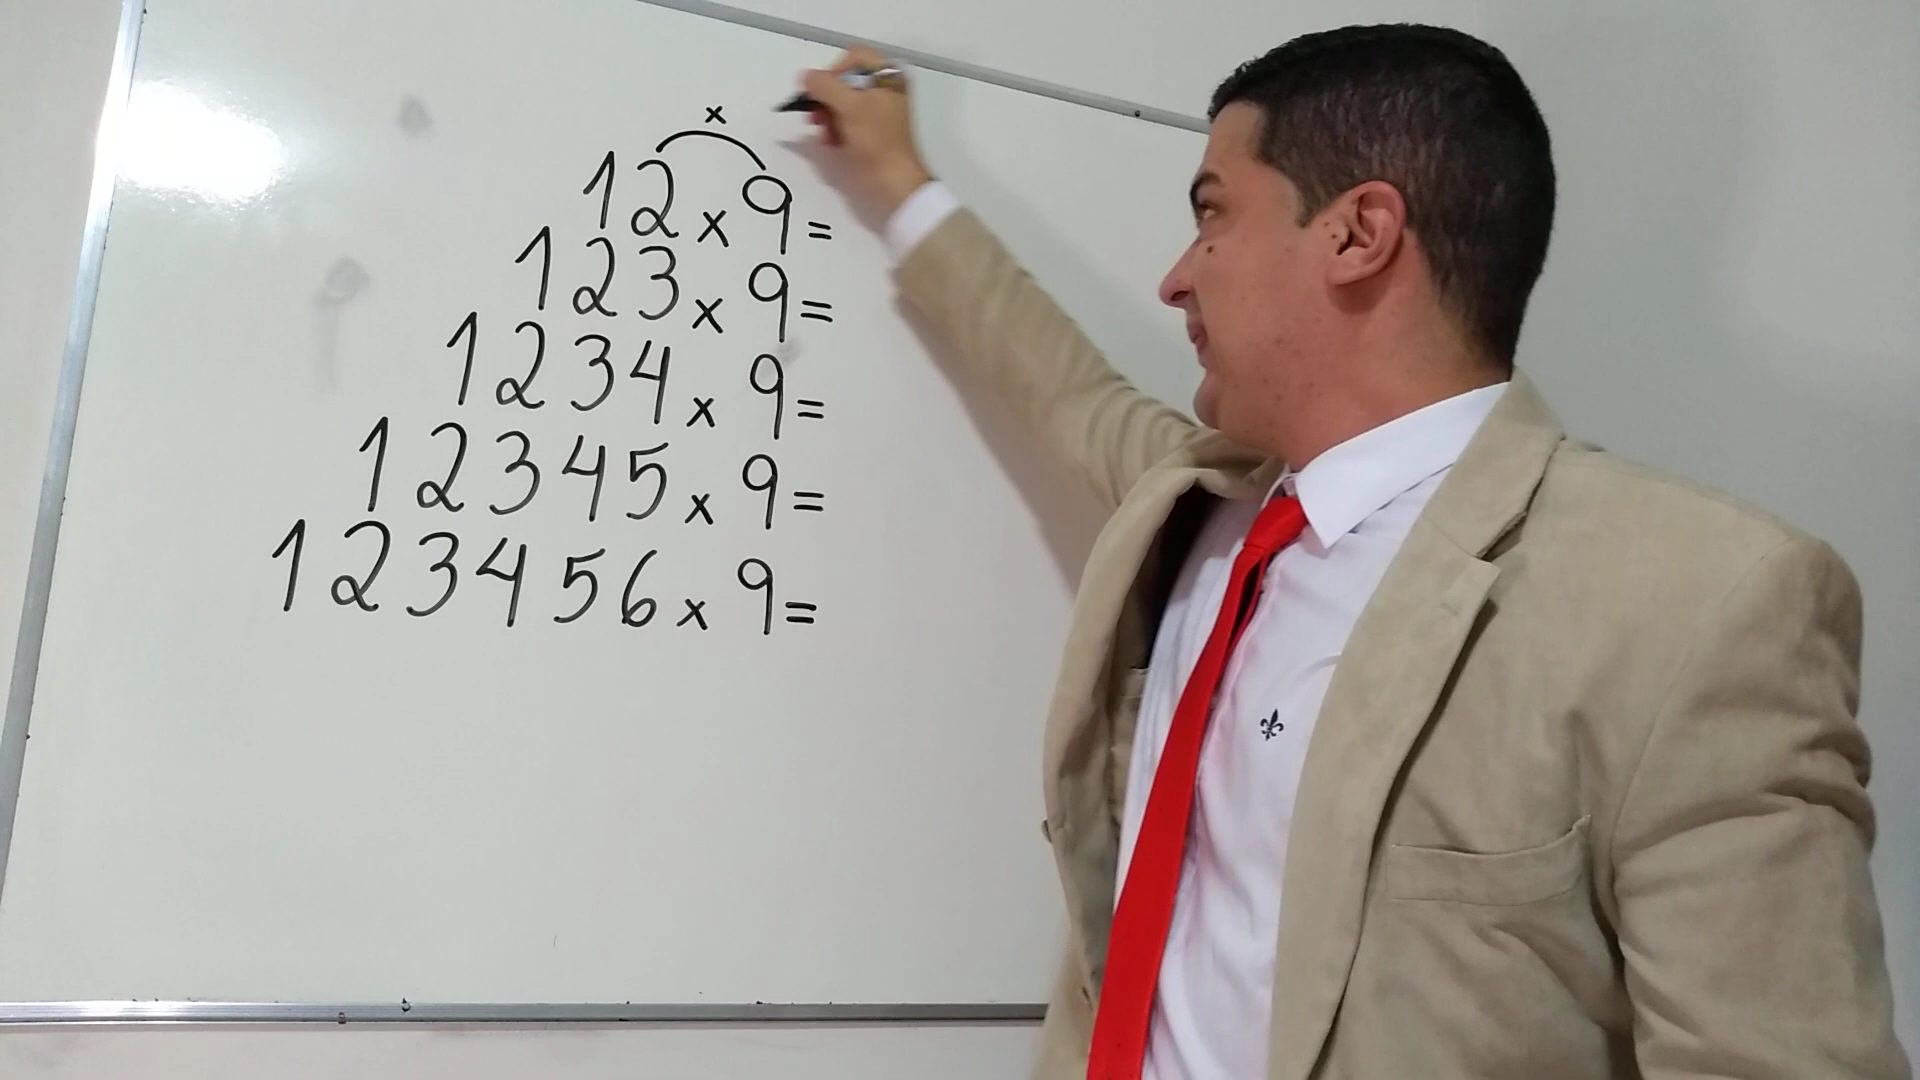 x
12 x 9 =
123 x 9 =
1234 x 9 =
12345 x 9 =
123456 x 9 =